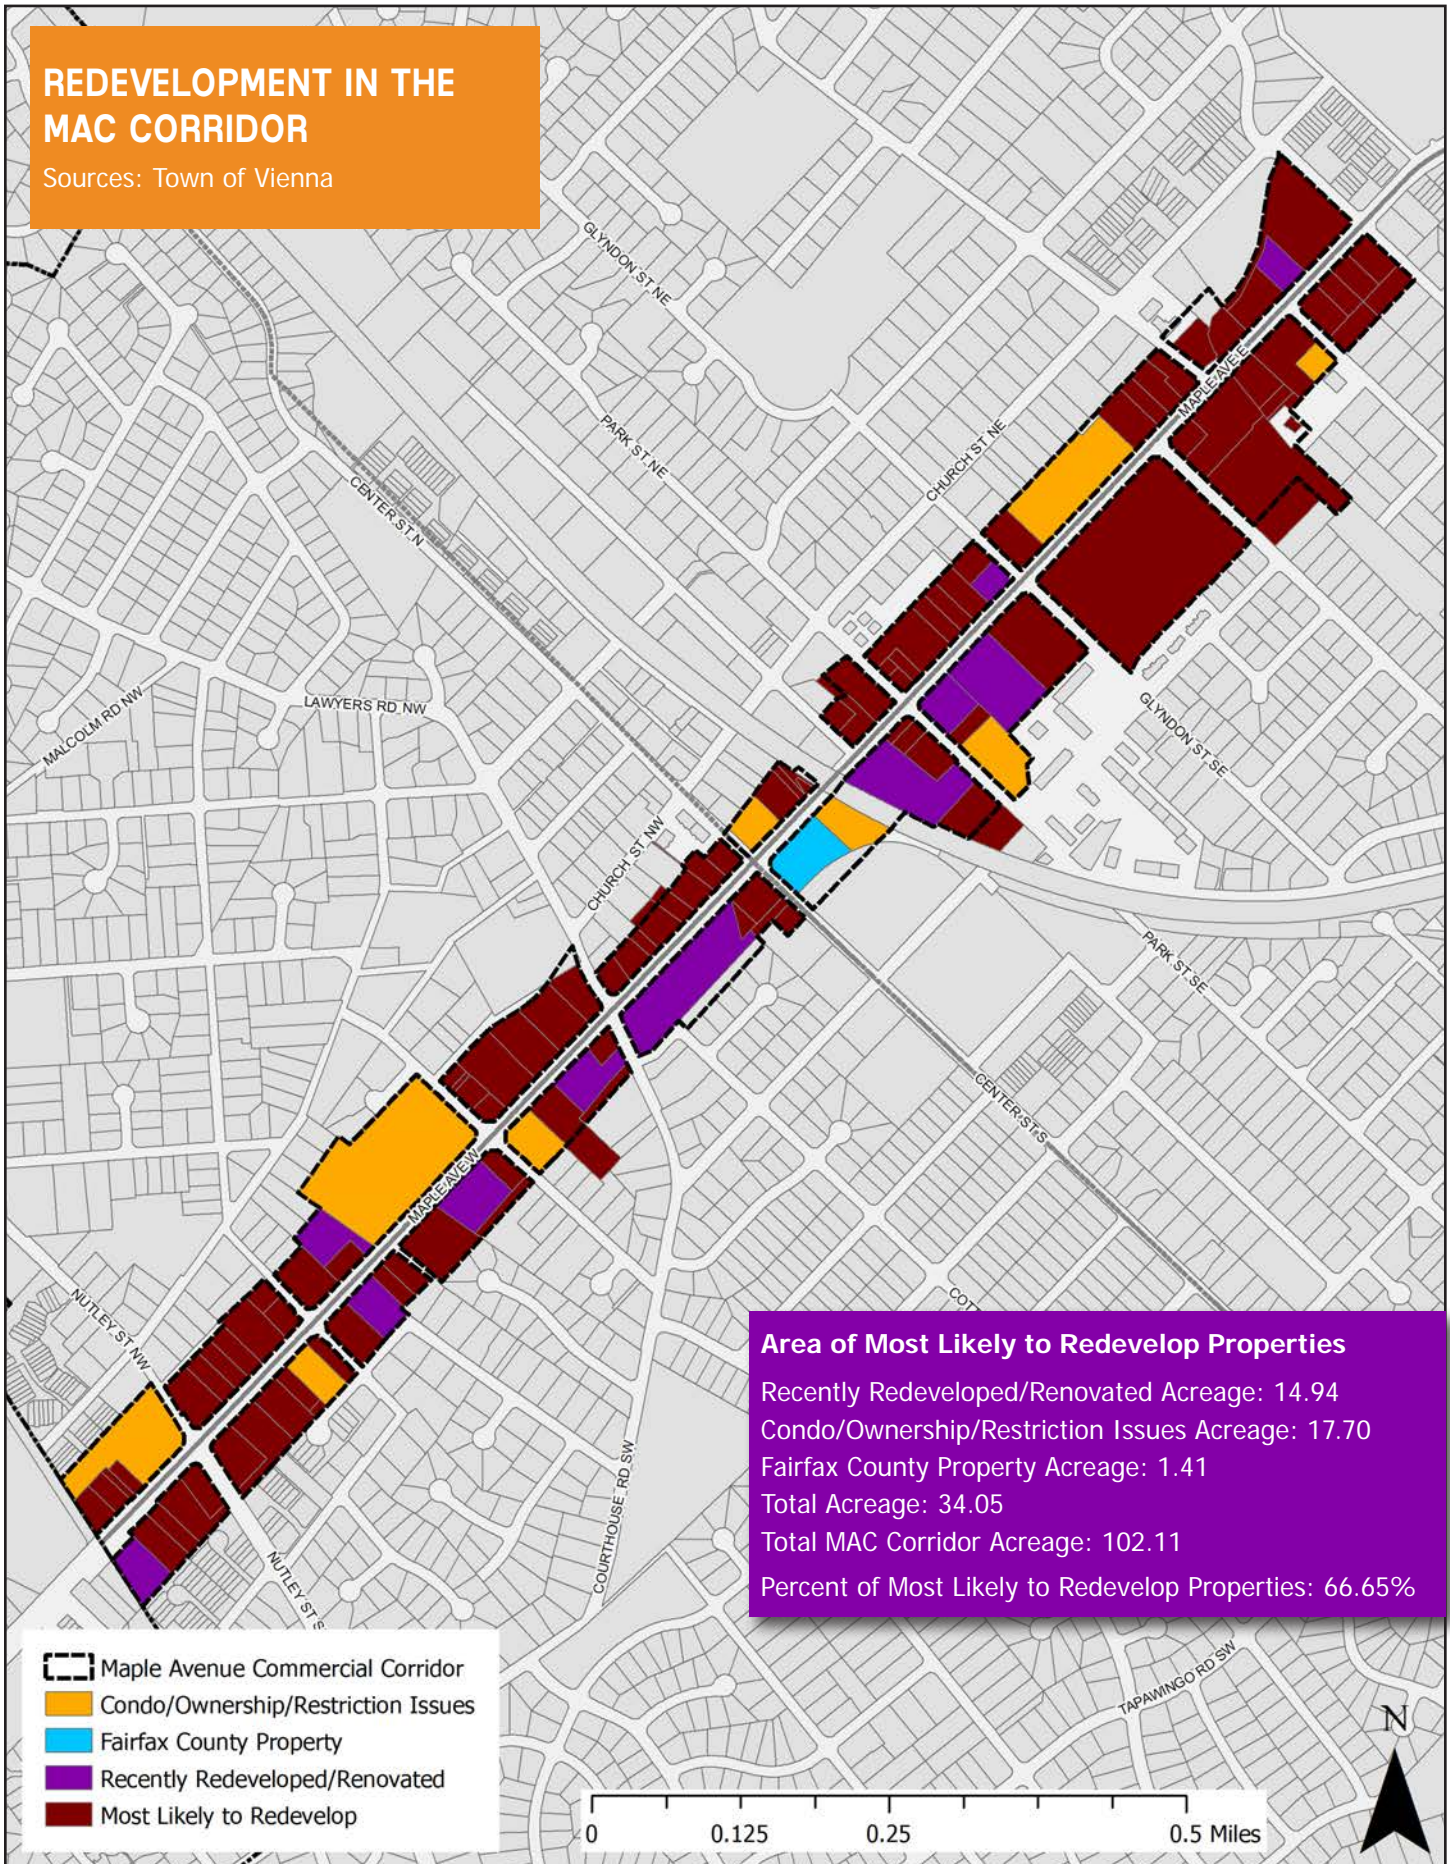 REDEVELOPMENT IN THE
MAC CORRIDOR
Sources: Town of Vienna
GLYNDON ST NE
PARK ST NE
CHURCH ST NE
MAPLE AVE E
CENTER ST N
MALCOLM RD NW
LAWYERS RD NW
GLYNDON ST SE
CHURCH ST NW
PARK ST SE
CENTER ST S
MAPLE AVE W
NUTLEY ST NW
COURTHOUSE RD SW
NUTLEY ST S
TAPAWINGO RD SW
Area of Most Likely to Redevelop Properties
Recently Redeveloped/Renovated Acreage: 14.94
Condo/Ownership/Restriction Issues Acreage: 17.70
Fairfax County Property Acreage: 1.41
Total Acreage: 34.05
Total MAC Corridor Acreage: 102.11
Percent of Most Likely to Redevelop Properties: 66.65%
Maple Avenue Commercial Corridor
Condo/Ownership/Restriction Issues
Fairfax County Property
Recently Redeveloped/Renovated
Most Likely to Redevelop
0 0.125 0.25 0.5 Miles
N